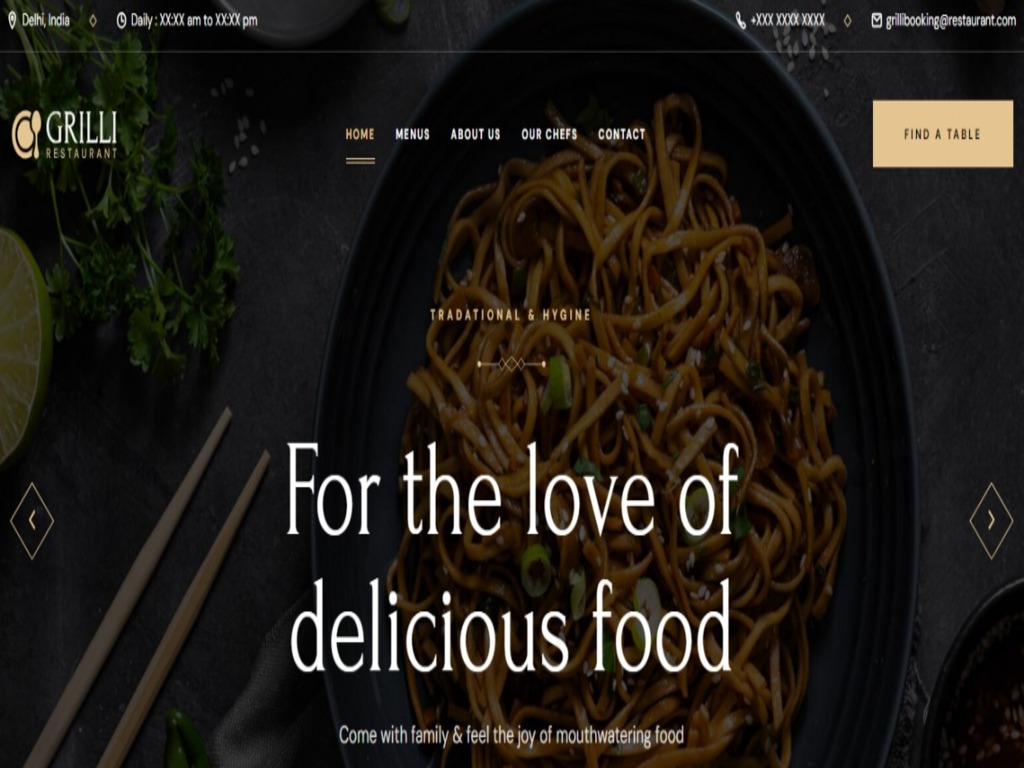 Delhi, India
Daily : XX:XX am to XX:XX pm
+XXX XXXX XXXX
grillibooking@restaurant.com
GRILLI
RESTAURANT
HOME
MENUS
ABOUT US
OUR CHEFS
CONTACT
FIND A TABLE
TRADATIONAL & HYGINE
For the love of
delicious food
Come with family & feel the joy of mouthwatering food